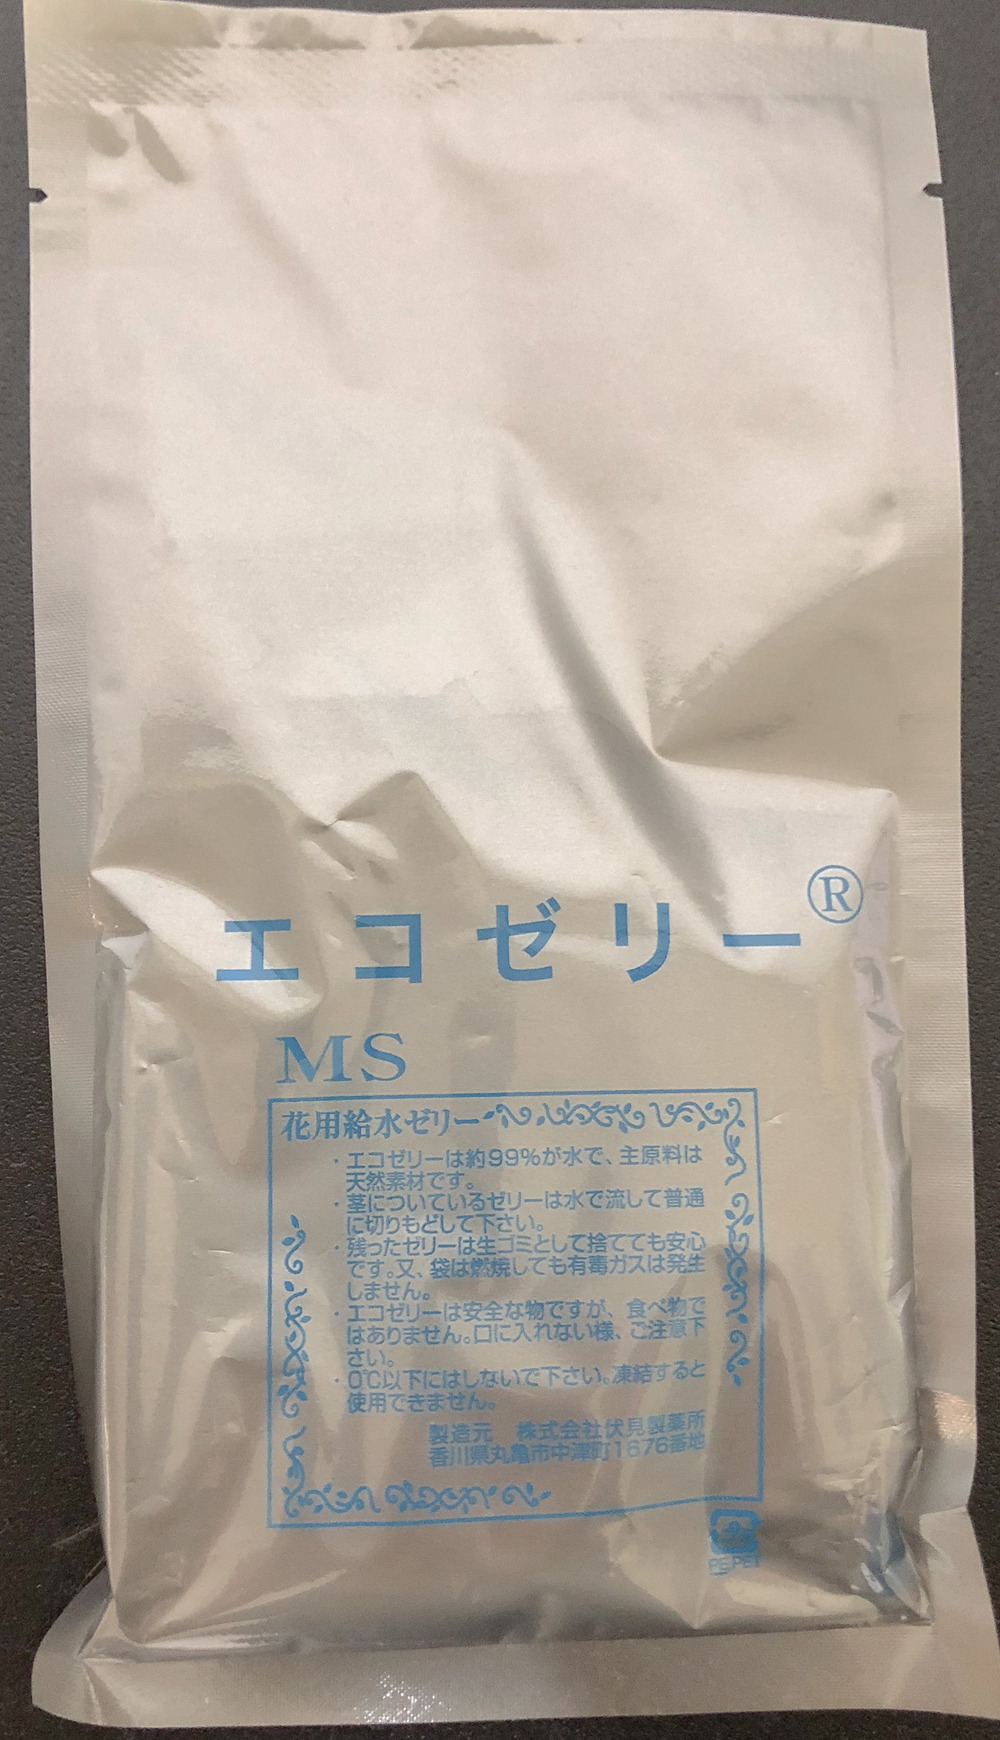 エコゼリー®
MS
花用給水ゼリー
・エコゼリーは約99%が水で、主原料は
天然素材です。
・茎についているゼリーは水で流して普通
に切りもどして下さい。
・残ったゼリーは生ゴミとして捨てても安心
です。又、袋は燃焼しても有毒ガスは発生
しません。
・エコゼリーは安全な物ですが、食べ物で
はありません。口に入れない様、ご注意下
さい。
・0℃以下にはしないで下さい。凍結すると
使用できません。
製造元 株式会社伏見製薬所
香川県丸亀市中津町1676番地
プラ
PE,PET